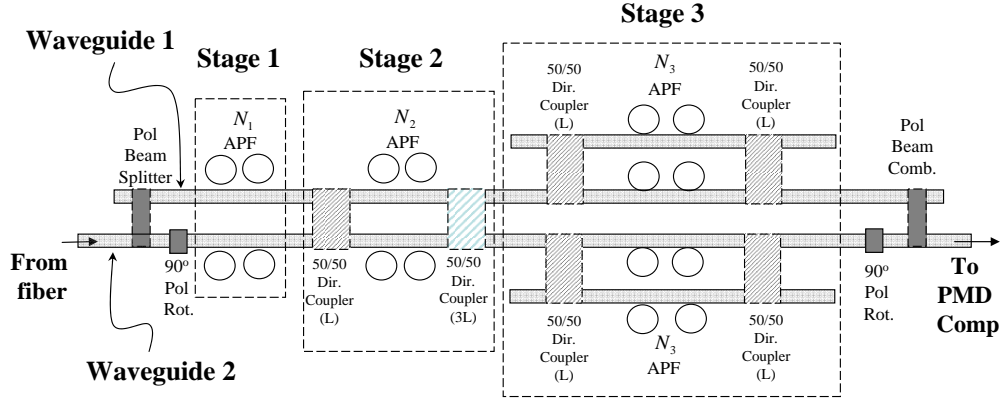 Waveguide 1
Stage 1
Stage 2
Stage 3
Pol
Beam
Splitter
N₁
APF
N₂
APF
50/50
Dir.
Coupler
(L)
N₃
APF
50/50
Dir.
Coupler
(L)
Pol
Beam
Comb.
From
fiber
90º
Pol
Rot.
50/50
Dir.
Coupler
(L)
50/50
Dir.
Coupler
(3L)
50/50
Dir.
Coupler
(L)
N₃
APF
50/50
Dir.
Coupler
(L)
90º
Pol
Rot.
To
PMD
Comp
Waveguide 2